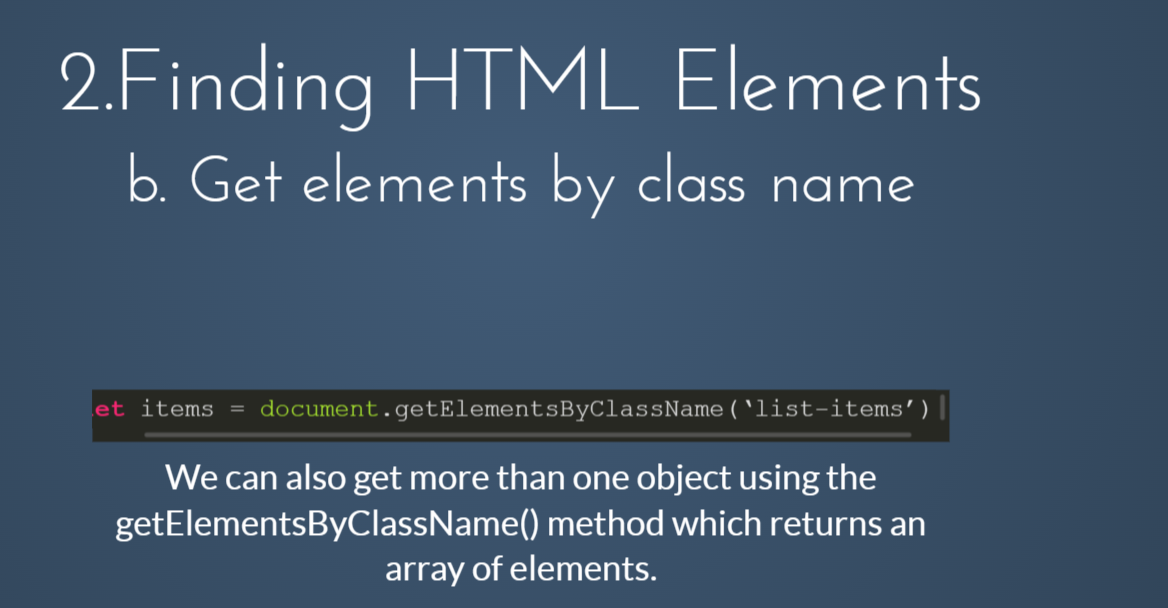 2.Finding HTML Elements
b. Get elements by class name
et items = document.getElementsByClassName(‘list-items’)
We can also get more than one object using the
getElementsByClassName() method which returns an
array of elements.